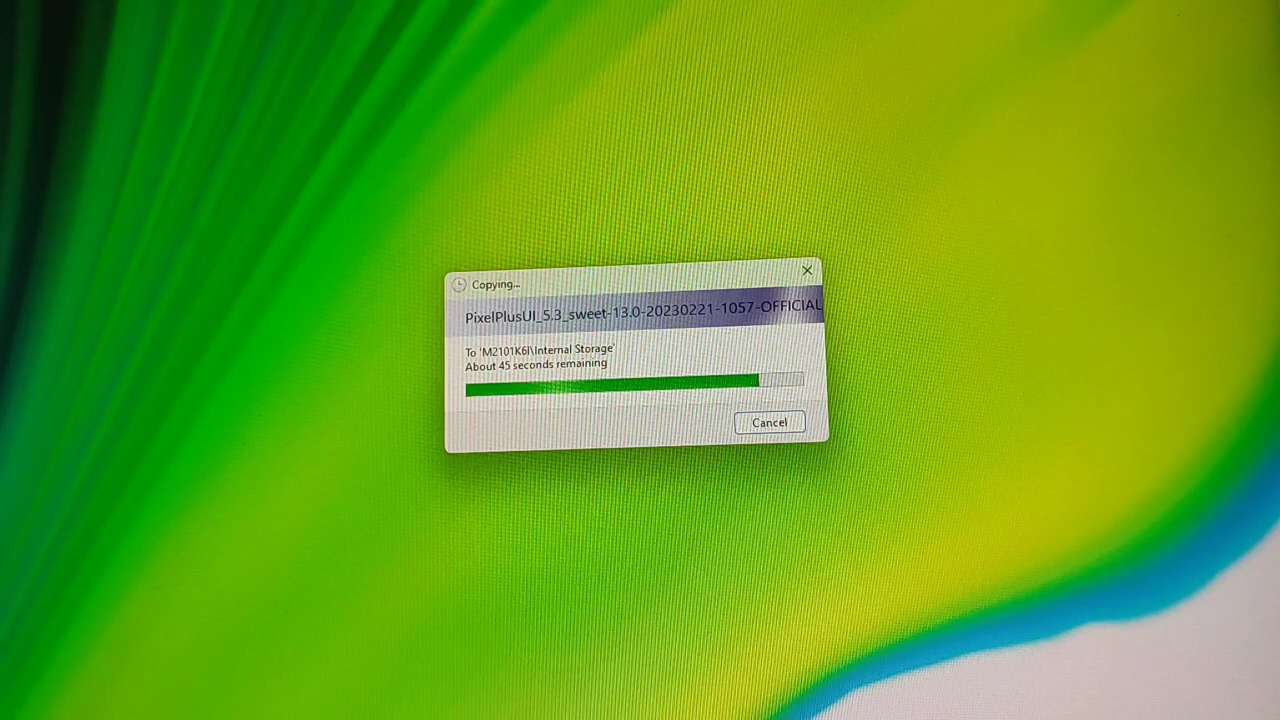 Copying...
PixelPlusUI_5.3_sweet-13.0-20230221-1057-OFFICIAL
To 'M2101K6I\Internal Storage'
About 45 seconds remaining
Cancel